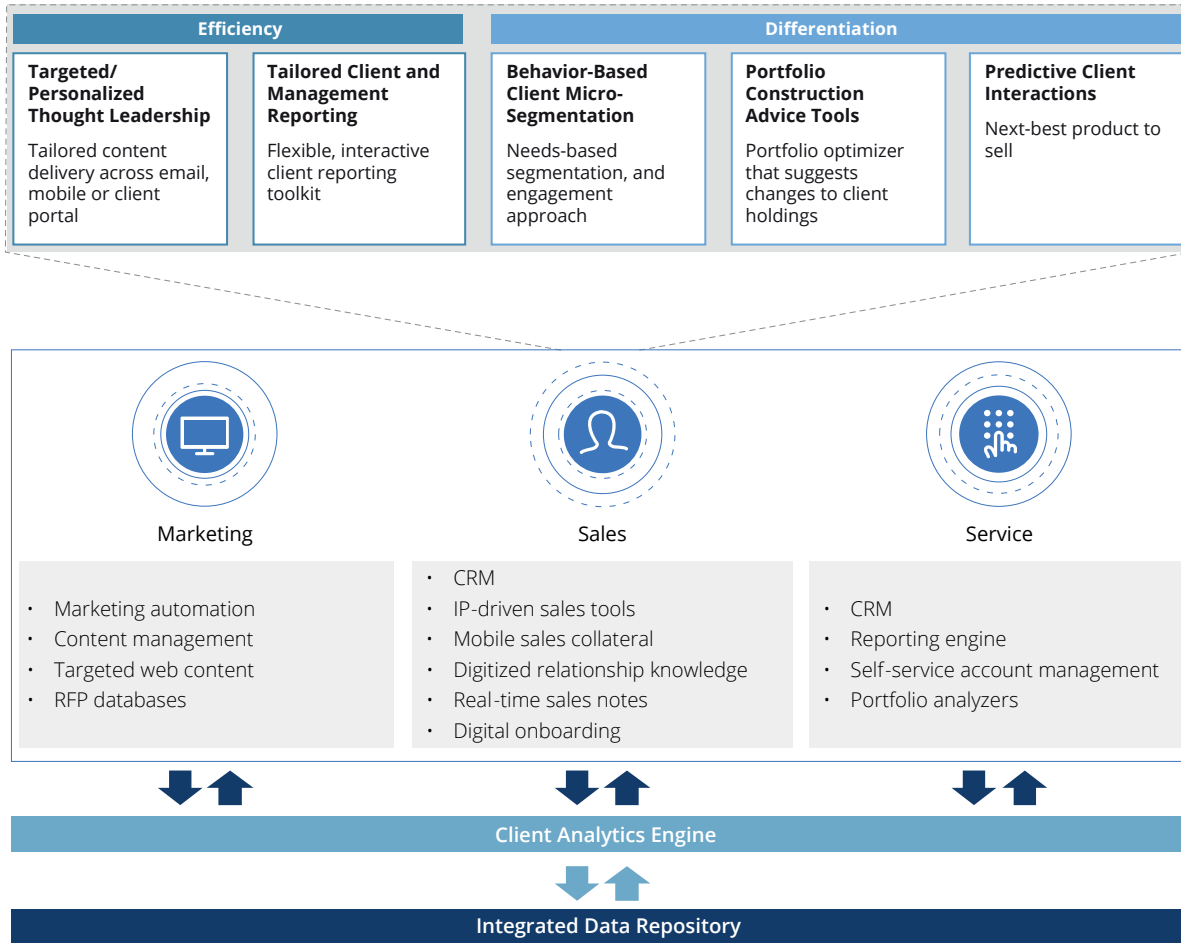 Efficiency
Differentiation
Targeted/
Personalized
Thought Leadership
Tailored content
delivery across email,
mobile or client
portal
Tailored Client and
Management
Reporting
Flexible, interactive
client reporting
toolkit
Behavior-Based
Client Micro-
Segmentation
Needs-based
segmentation, and
engagement
approach
Portfolio
Construction
Advice Tools
Portfolio optimizer
that suggests
changes to client
holdings
Predictive Client
Interactions
Next-best product to
sell
Marketing
• Marketing automation
• Content management
• Targeted web content
• RFP databases
Sales
• CRM
• IP-driven sales tools
• Mobile sales collateral
• Digitized relationship knowledge
• Real-time sales notes
• Digital onboarding
Service
• CRM
• Reporting engine
• Self-service account management
• Portfolio analyzers
Client Analytics Engine
Integrated Data Repository